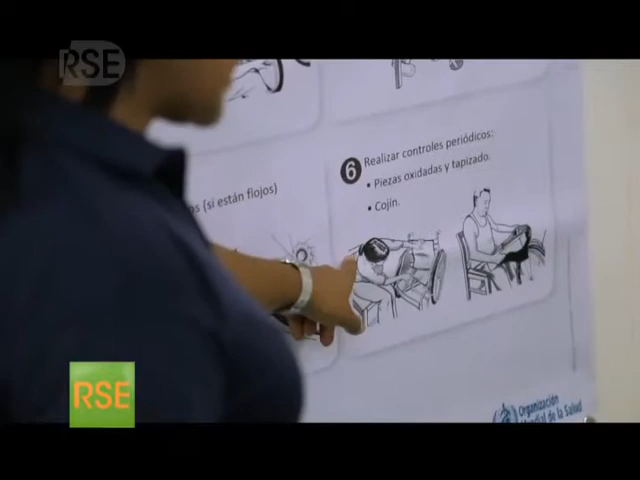 RSE
6 Realizar controles periódicos:
• Piezas oxidadas y tapizado.
• Cojín.
(si están flojos)
RSE
Organización
Mundial de la Salud